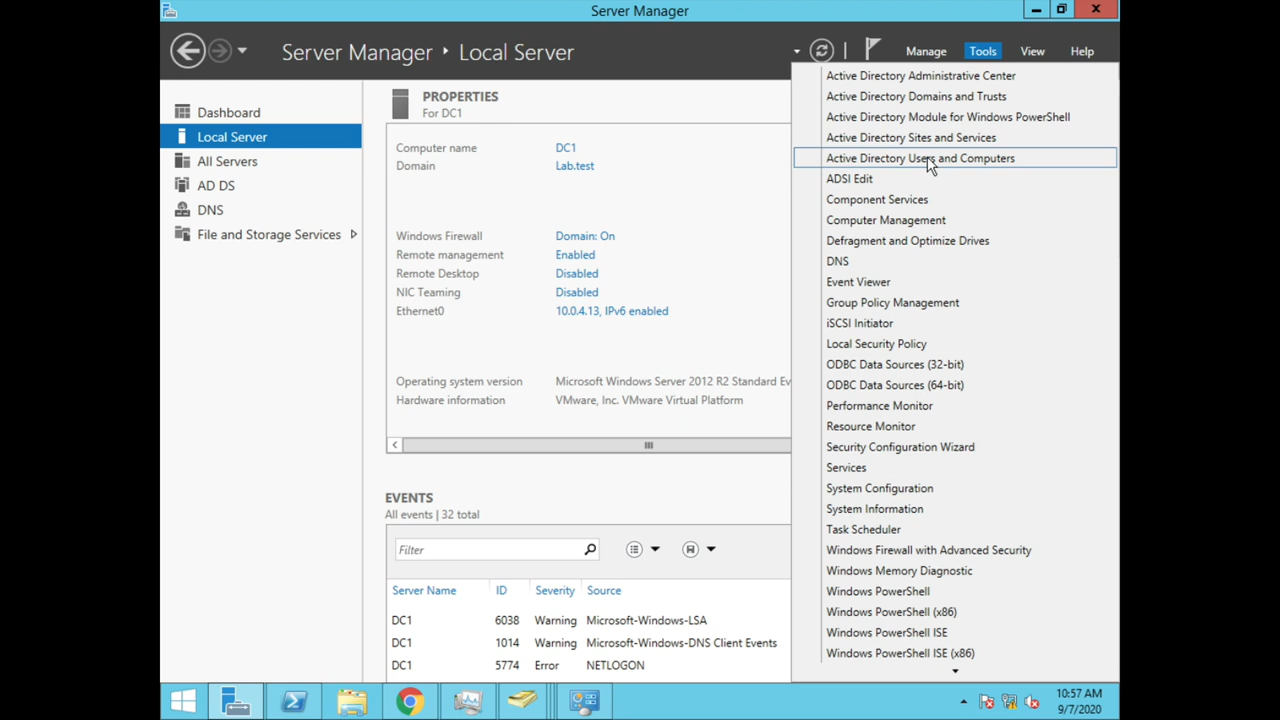 Server Manager
Server Manager ‣ Local Server
Manage
Tools
View
Help
Dashboard
Local Server
All Servers
AD DS
DNS
File and Storage Services
PROPERTIES
For DC1
Computer name DC1
Domain Lab.test
Windows Firewall Domain: On
Remote management Enabled
Remote Desktop Disabled
NIC Teaming Disabled
Ethernet0 10.0.4.13, IPv6 enabled
Operating system version Microsoft Windows Server 2012 R2 Standard Ev
Hardware information VMware, Inc. VMware Virtual Platform
EVENTS
All events | 32 total
Filter
Server Name ID Severity Source
DC1 6038 Warning Microsoft-Windows-LSA
DC1 1014 Warning Microsoft-Windows-DNS Client Events
DC1 5774 Error NETLOGON
Active Directory Administrative Center
Active Directory Domains and Trusts
Active Directory Module for Windows PowerShell
Active Directory Sites and Services
Active Directory Users and Computers
ADSI Edit
Component Services
Computer Management
Defragment and Optimize Drives
DNS
Event Viewer
Group Policy Management
iSCSI Initiator
Local Security Policy
ODBC Data Sources (32-bit)
ODBC Data Sources (64-bit)
Performance Monitor
Resource Monitor
Security Configuration Wizard
Services
System Configuration
System Information
Task Scheduler
Windows Firewall with Advanced Security
Windows Memory Diagnostic
Windows PowerShell
Windows PowerShell (x86)
Windows PowerShell ISE
Windows PowerShell ISE (x86)
10:57 AM
9/7/2020